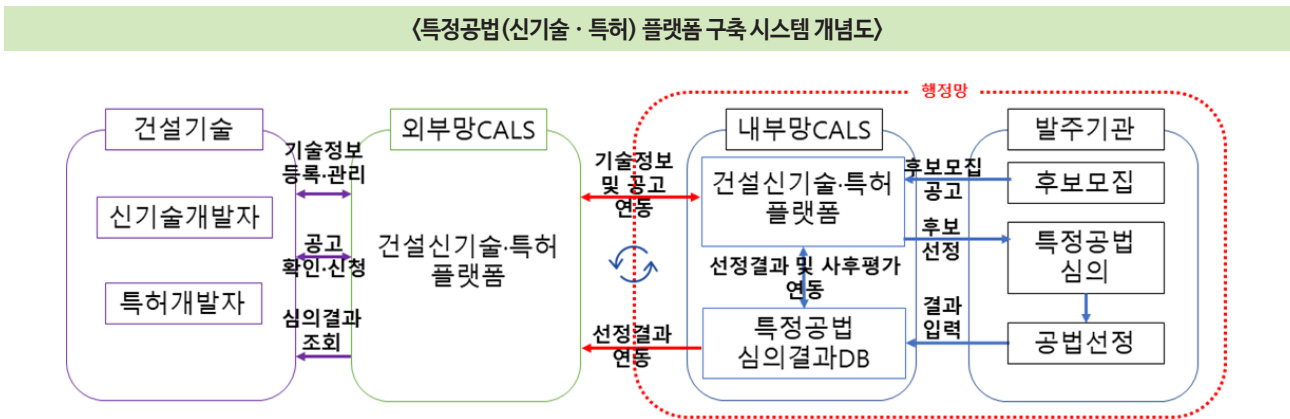 <특정공법(신기술 · 특허) 플랫폼 구축 시스템 개념도>
행정망
건설기술
신기술개발자
특허개발자
기술정보
등록·관리
공고
확인·신청
심의결과
조회
외부망CALS
건설신기술·특허
플랫폼
기술정보
및 공고
연동
선정결과
연동
내부망CALS
건설신기술·특허
플랫폼
선정결과 및 사후평가
연동
특정공법
심의결과DB
후보모집
공고
후보
선정
결과
입력
발주기관
후보모집
특정공법
심의
공법선정